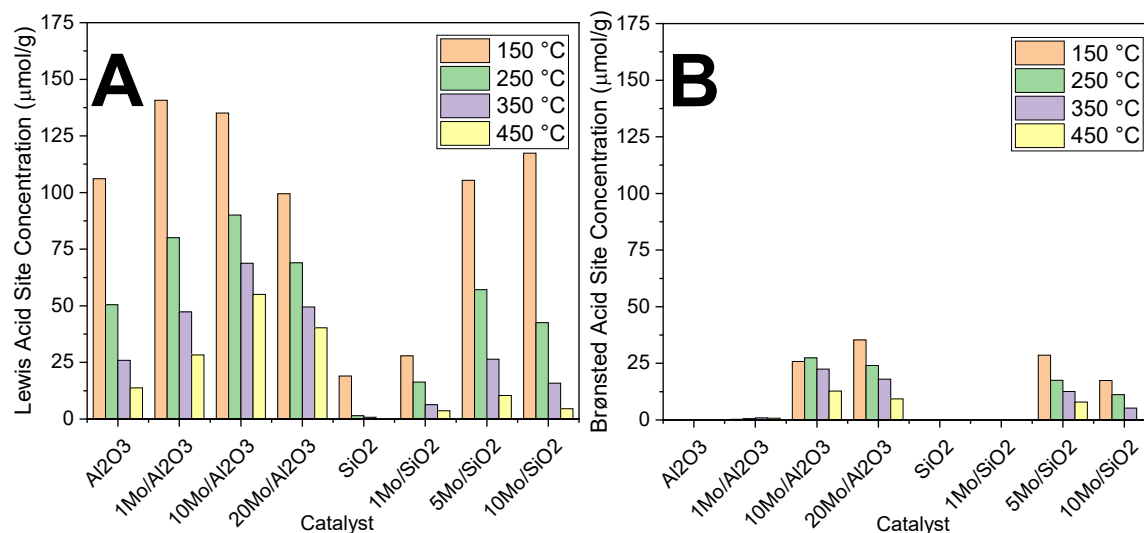 A
Lewis Acid Site Concentration (μmol/g)
175
150
125
100
75
50
25
0
150 °C
250 °C
350 °C
450 °C
Al2O3
1Mo/Al2O3
10Mo/Al2O3
20Mo/Al2O3
SiO2
1Mo/SiO2
5Mo/SiO2
10Mo/SiO2
Catalyst
B
Brønsted Acid Site Concentration (μmol/g)
175
150
125
100
75
50
25
0
150 °C
250 °C
350 °C
450 °C
Al2O3
1Mo/Al2O3
10Mo/Al2O3
20Mo/Al2O3
SiO2
1Mo/SiO2
5Mo/SiO2
10Mo/SiO2
Catalyst